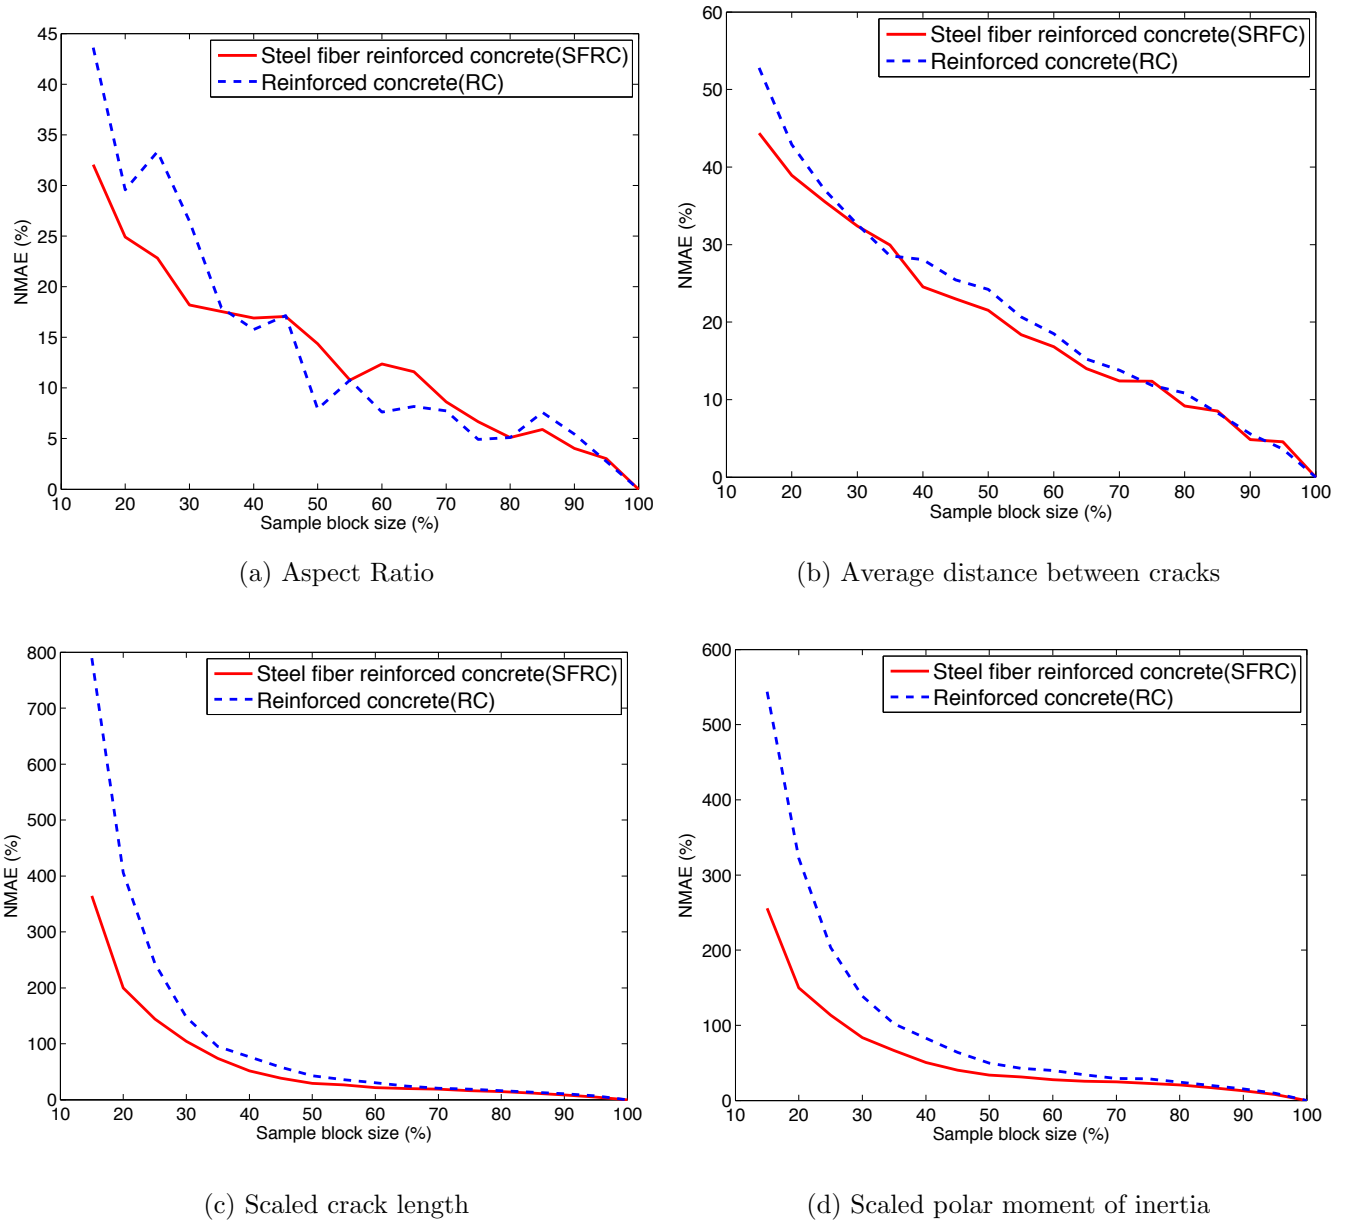 45
40
35
30
25
20
15
10
5
0
NMAE (%)
Steel fiber reinforced concrete(SFRC)
Reinforced concrete(RC)
10 20 30 40 50 60 70 80 90 100
Sample block size (%)
(a) Aspect Ratio
60
50
40
30
20
10
0
NMAE (%)
Steel fiber reinforced concrete(SRFC)
Reinforced concrete(RC)
10 20 30 40 50 60 70 80 90 100
Sample block size (%)
(b) Average distance between cracks
800
700
600
500
400
300
200
100
0
NMAE (%)
Steel fiber reinforced concrete(SFRC)
Reinforced concrete(RC)
10 20 30 40 50 60 70 80 90 100
Sample block size (%)
(c) Scaled crack length
600
500
400
300
200
100
0
NMAE (%)
Steel fiber reinforced concrete(SFRC)
Reinforced concrete(RC)
10 20 30 40 50 60 70 80 90 100
Sample block size (%)
(d) Scaled polar moment of inertia